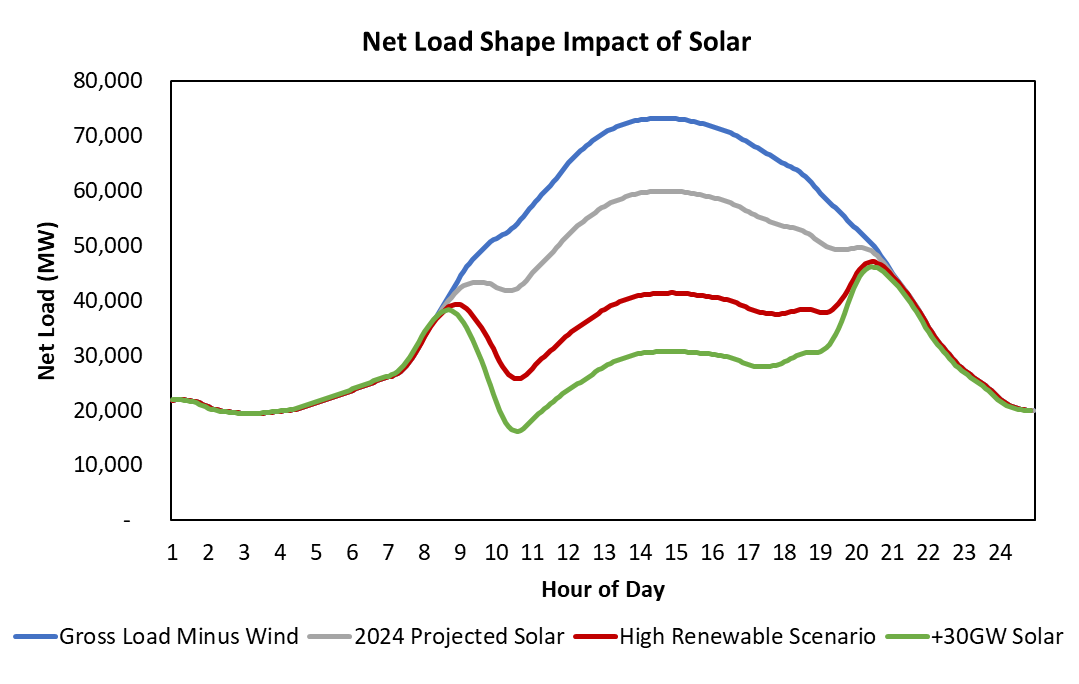 Net Load Shape Impact of Solar
80,000
70,000
60,000
50,000
40,000
30,000
20,000
10,000
-
Net Load (MW)
1 2 3 4 5 6 7 8 9 10 11 12 13 14 15 16 17 18 19 20 21 22 23 24
Hour of Day
Gross Load Minus Wind 2024 Projected Solar High Renewable Scenario +30GW Solar